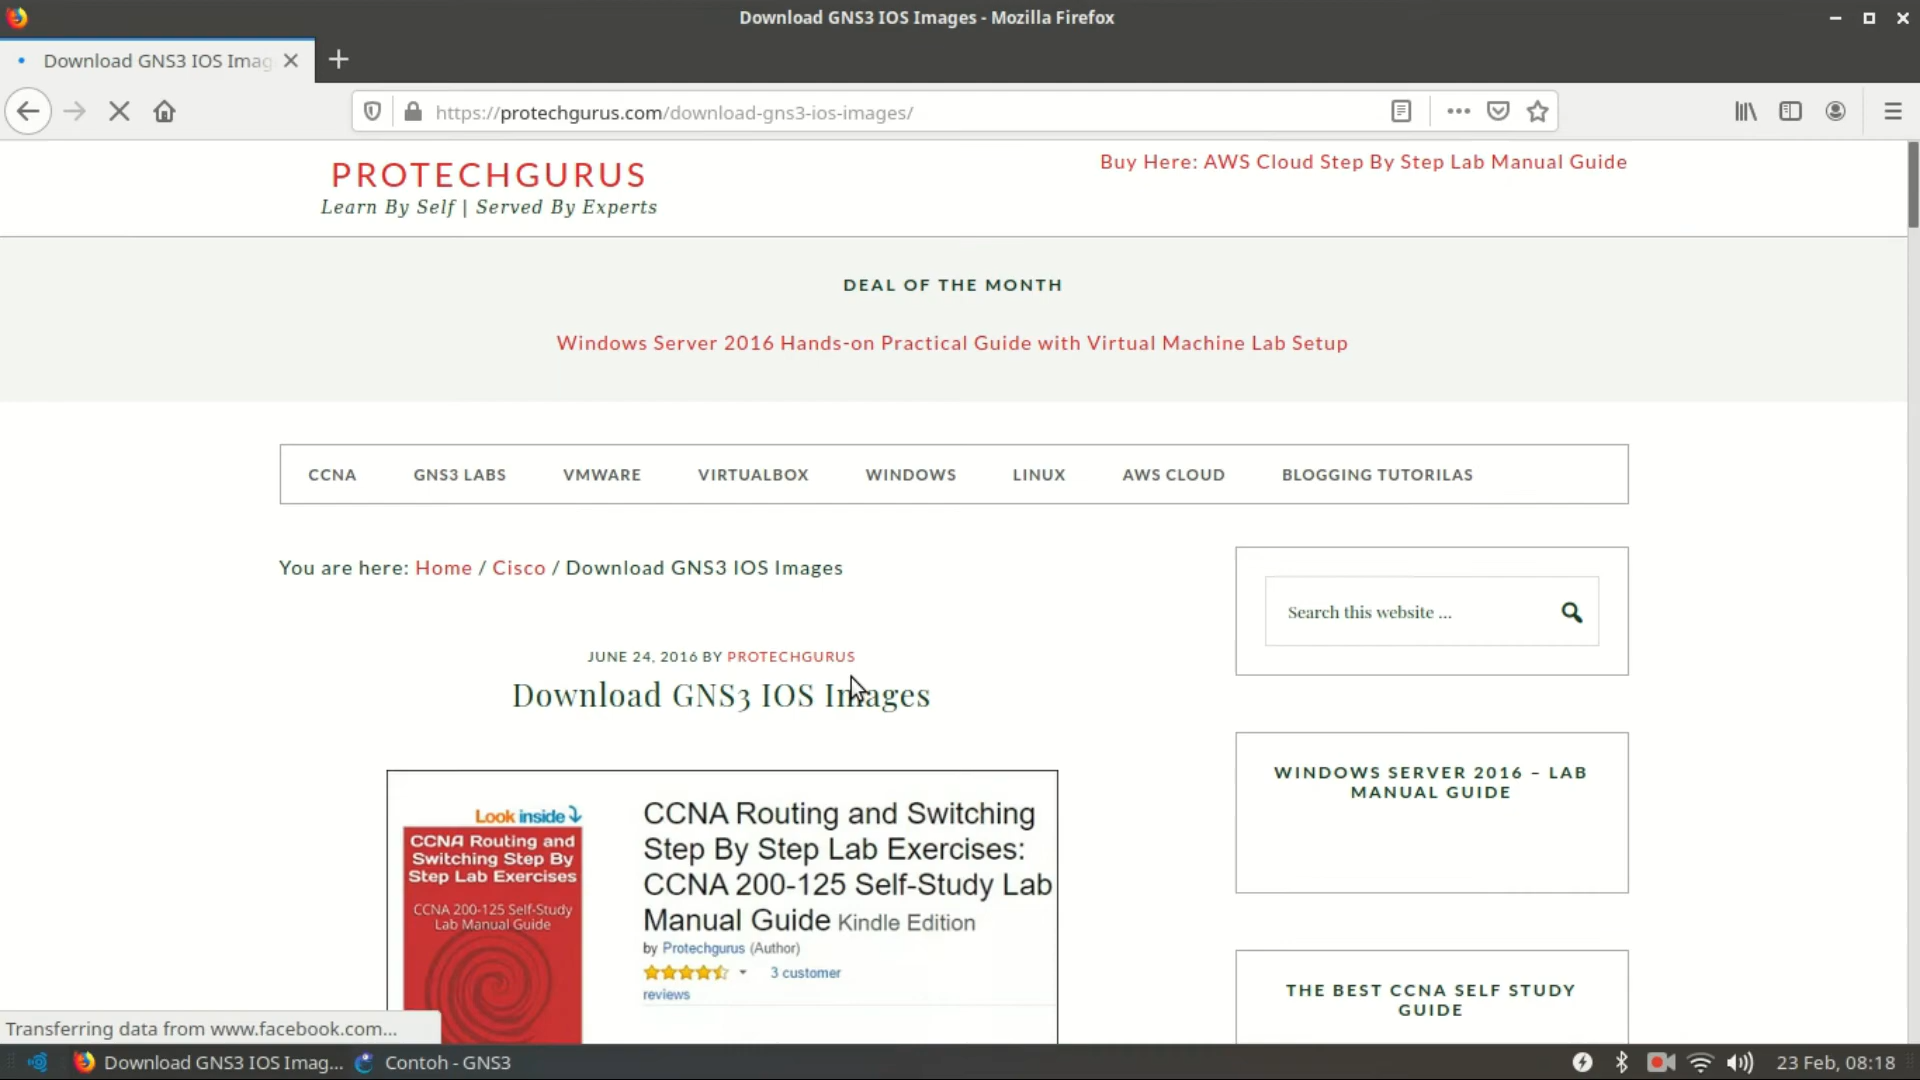 Download GNS3 IOS Images - Mozilla Firefox
Download GNS3 IOS Imag
https://protechgurus.com/download-gns3-ios-images/
PROTECHGURUS
Learn By Self | Served By Experts
Buy Here: AWS Cloud Step By Step Lab Manual Guide
DEAL OF THE MONTH
Windows Server 2016 Hands-on Practical Guide with Virtual Machine Lab Setup
CCNA GNS3 LABS VMWARE VIRTUALBOX WINDOWS LINUX AWS CLOUD BLOGGING TUTORILAS
You are here: Home / Cisco / Download GNS3 IOS Images
Search this website ...
JUNE 24, 2016 BY PROTECHGURUS
Download GNS3 IOS Images
WINDOWS SERVER 2016 – LAB
MANUAL GUIDE
Look inside
CCNA Routing and
Switching Step By
Step Lab Exercises
CCNA 200-125 Self-Study
Lab Manual Guide
CCNA Routing and Switching
Step By Step Lab Exercises:
CCNA 200-125 Self-Study Lab
Manual Guide Kindle Edition
by Protechgurus (Author)
3 customer
reviews
THE BEST CCNA SELF STUDY
GUIDE
Transferring data from www.facebook.com...
Download GNS3 IOS Imag... Contoh - GNS3 23 Feb, 08:18